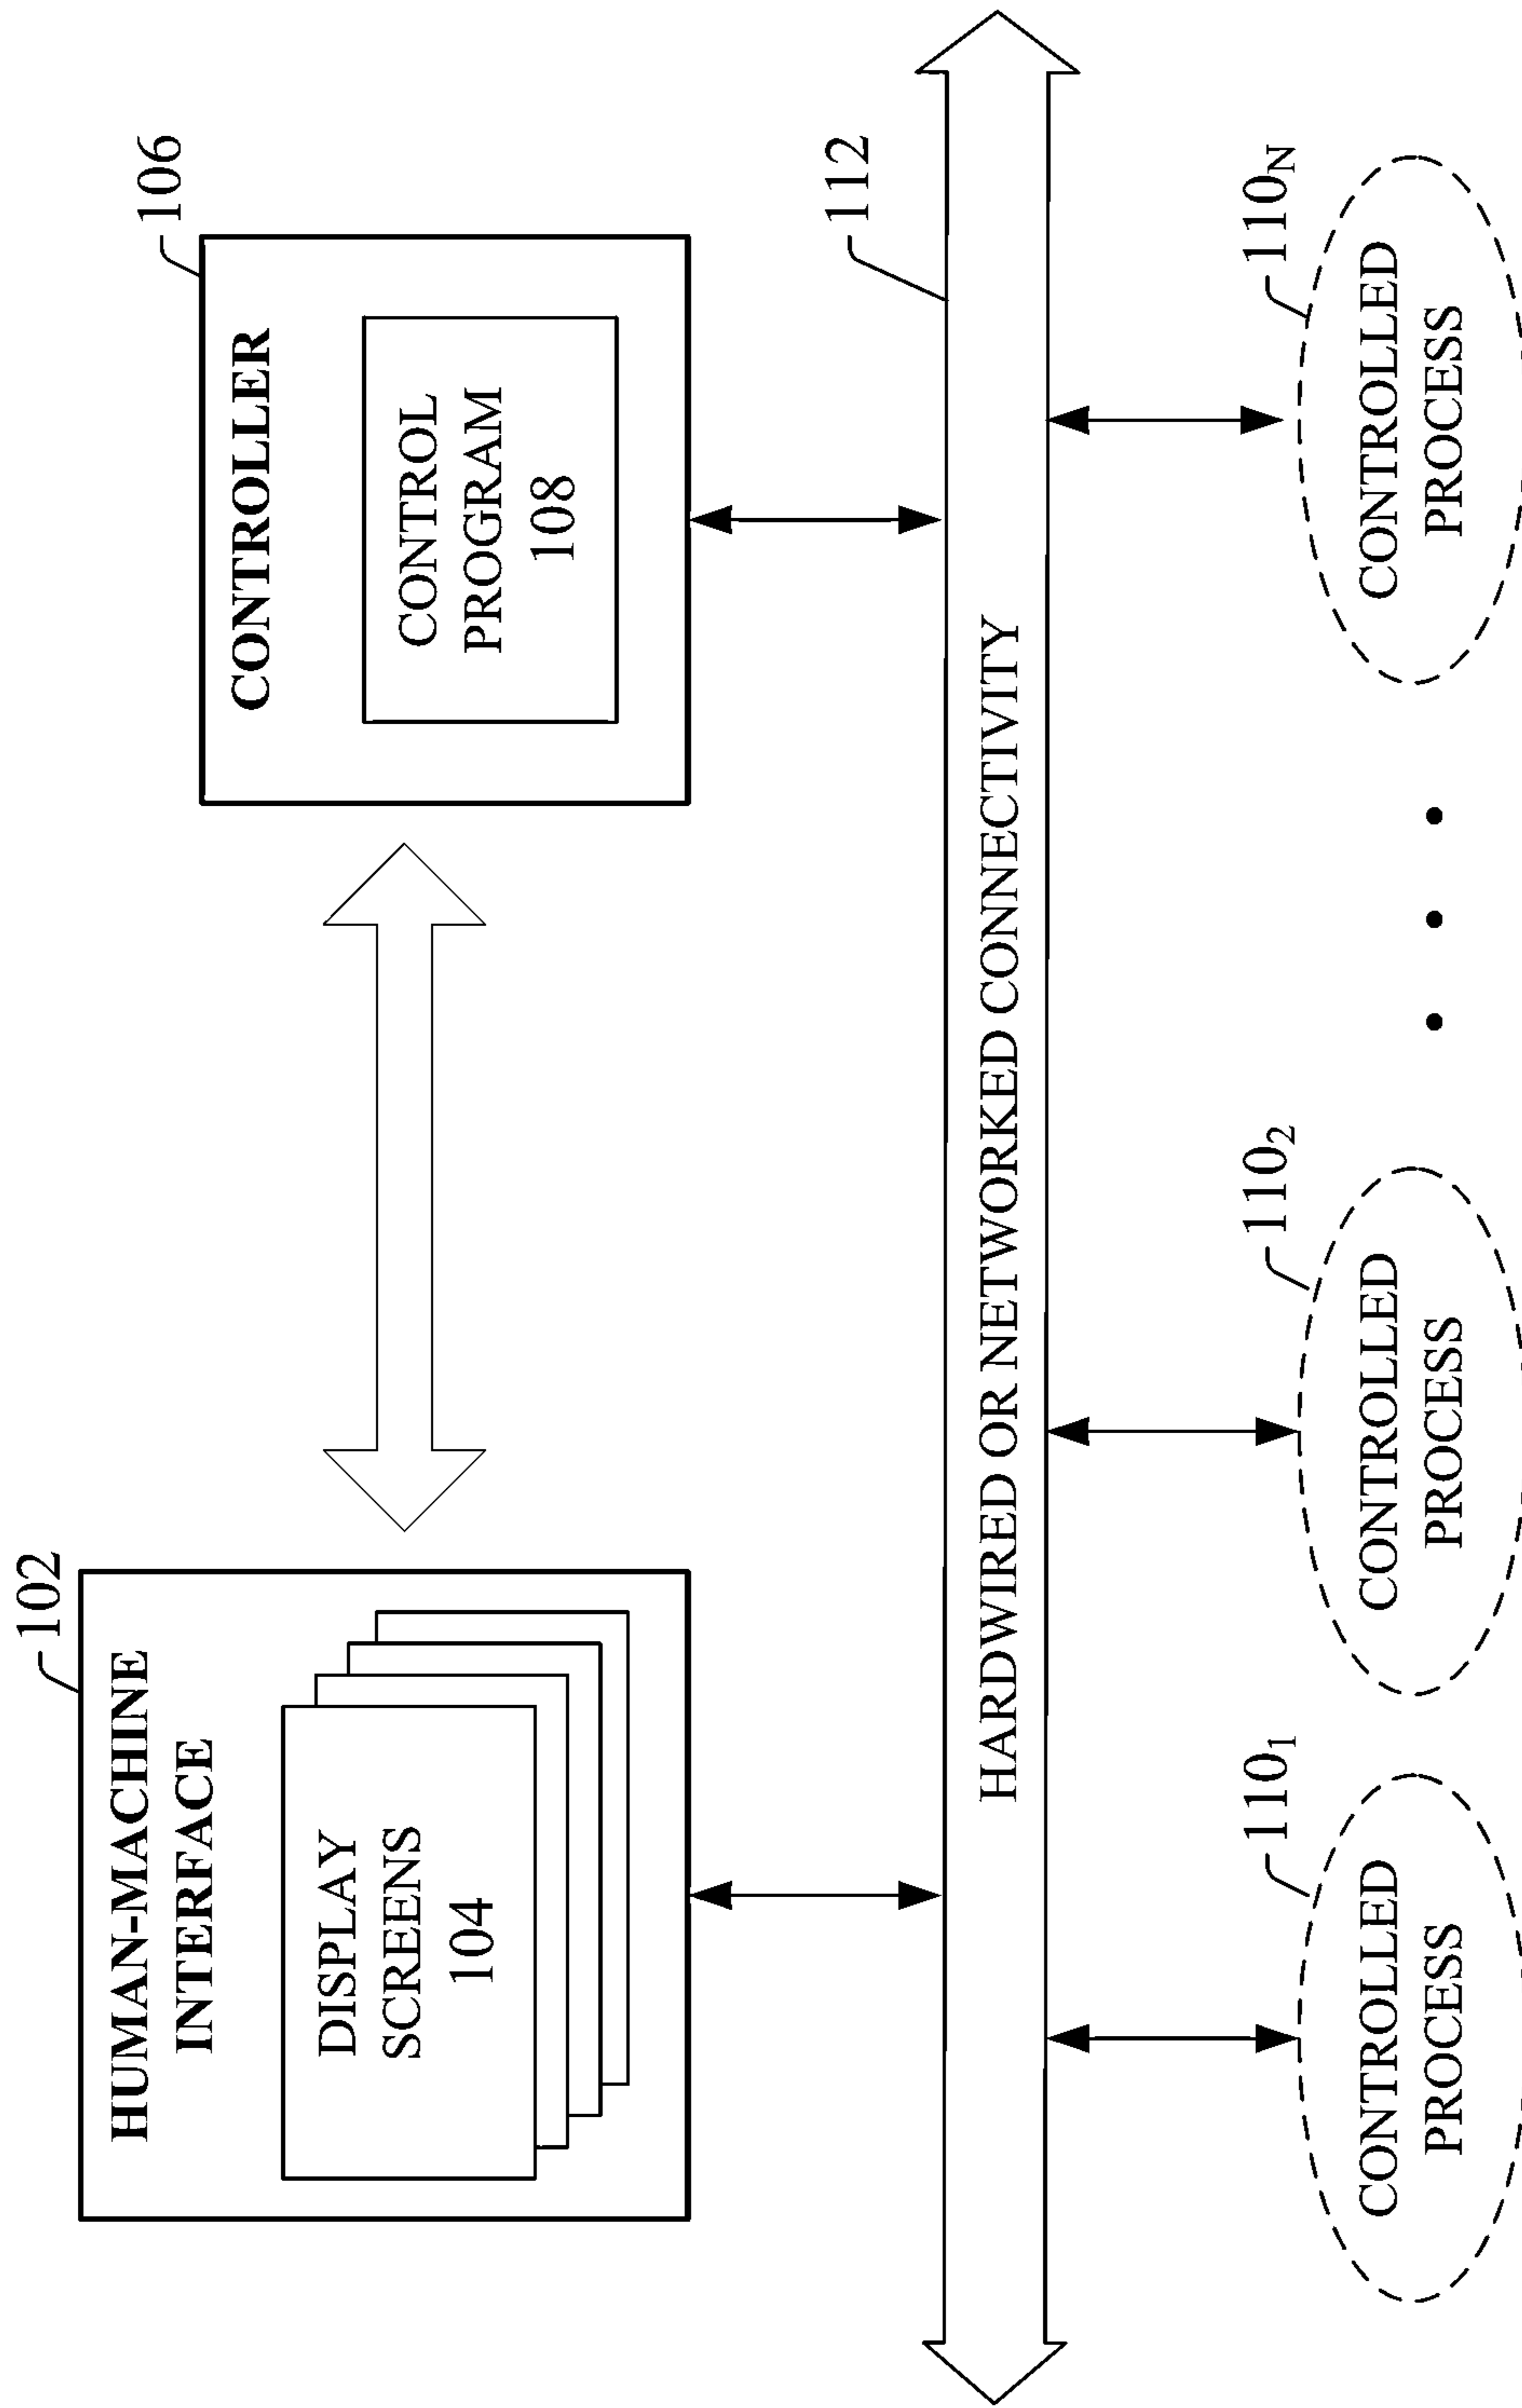 102
HUMAN-MACHINE
INTERFACE
DISPLAY
SCREENS
104
106
CONTROLLER
CONTROL
PROGRAM
108
112
HARDWIRED OR NETWORKED CONNECTIVITY
110₁
CONTROLLED
PROCESS
110₂
CONTROLLED
PROCESS
110N
CONTROLLED
PROCESS